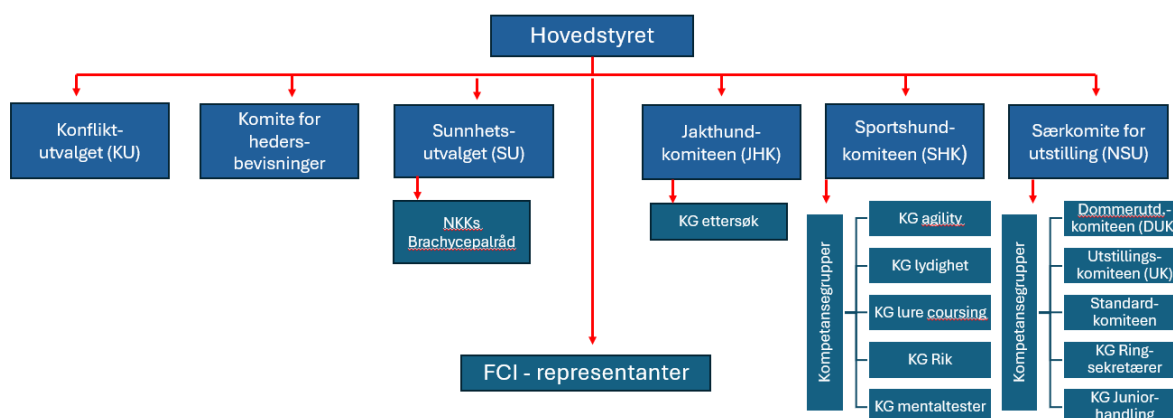 Hovedstyret
Konflikt-
utvalget (KU)
Komite for
heders-
bevisninger
Sunnhets-
utvalget (SU)
Jakthund-
komiteen (JHK)
Sportshund-
komiteen (SHK)
Særkomite for
utstilling (NSU)
NKKs
Brachycepalråd
KG ettersøk
Kompetansegrupper
KG agility
KG lydighet
KG lure coursing
KG Rik
KG mentaltester
Kompetansegrupper
Dommerutd.-
komiteen (DUK)
Utstillings-
komiteen (UK)
Standard-
komiteen
KG Ring-
sekretærer
KG Junior-
handling
FCI - representanter